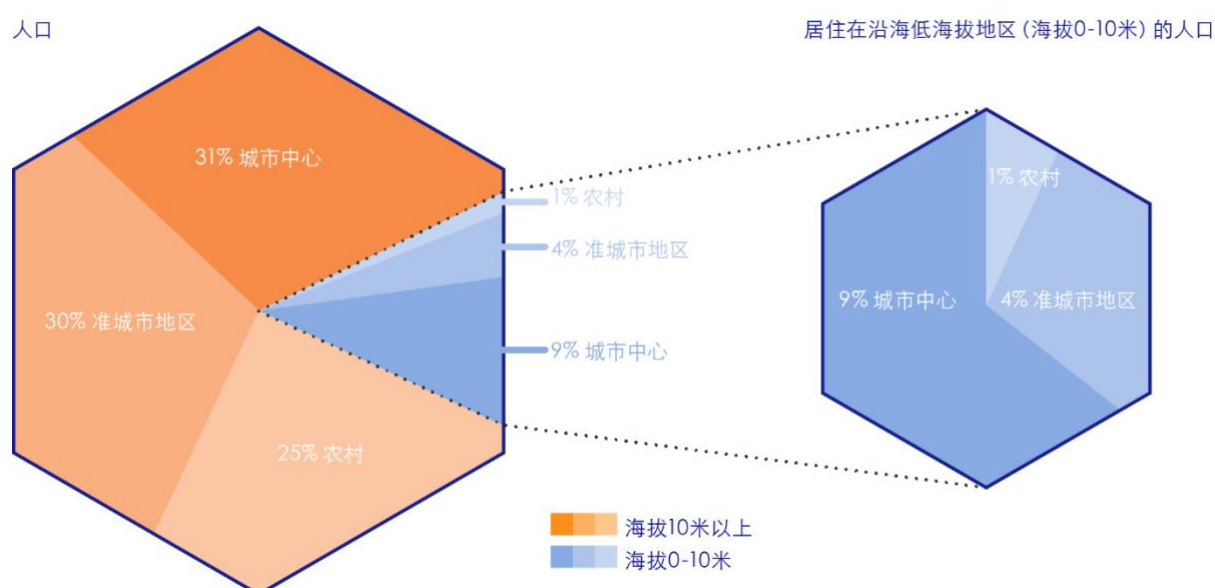 人口
居住在沿海低海拔地区 (海拔0-10米) 的人口
31% 城市中心
1% 农村
4% 准城市地区
9% 城市中心
30% 准城市地区
25% 农村
1% 农村
9% 城市中心
4% 准城市地区
海拔10米以上
海拔0-10米